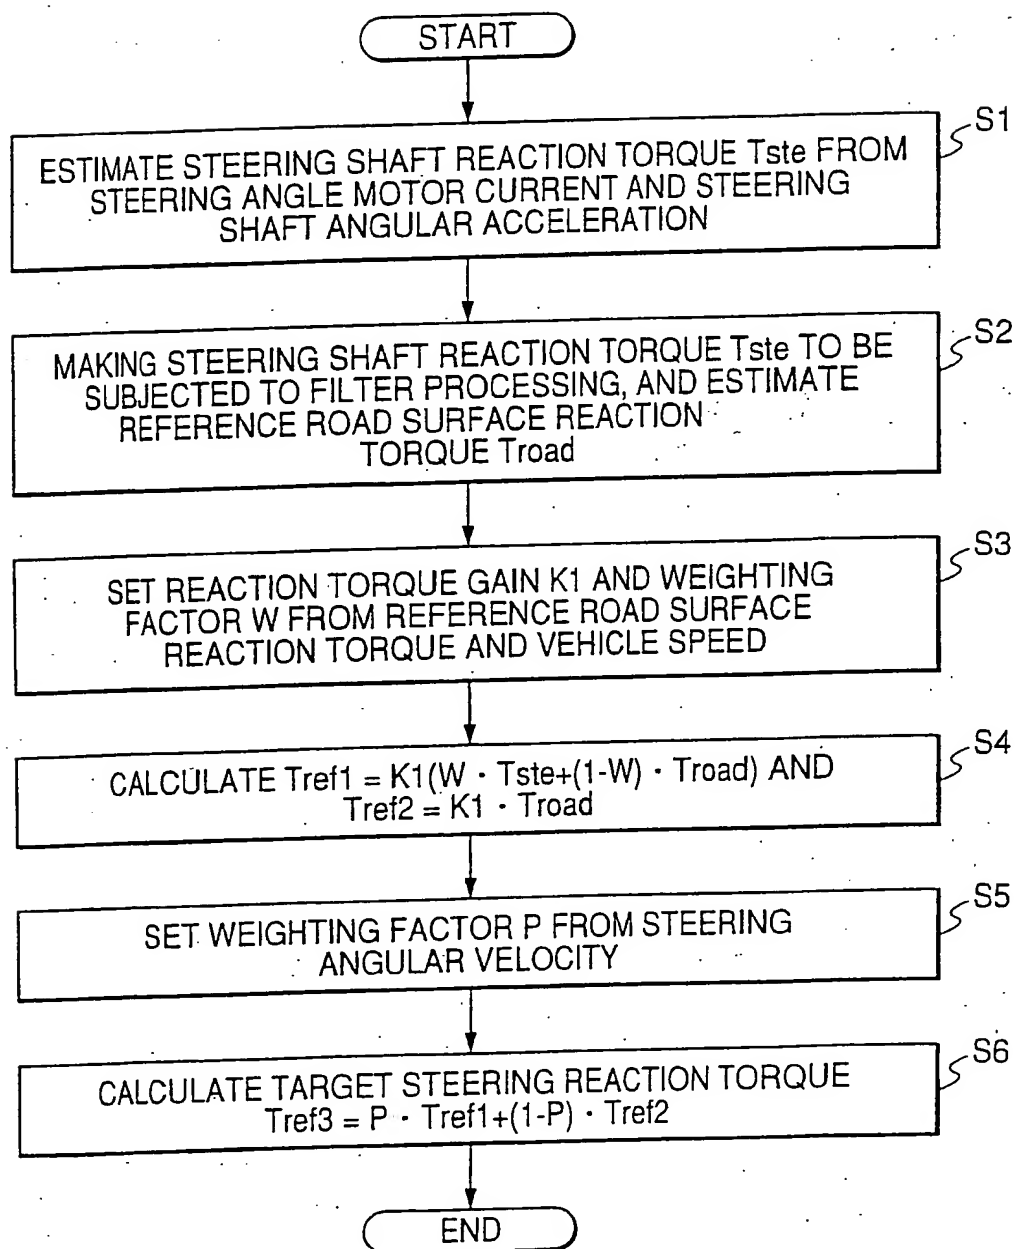 START
S1
ESTIMATE STEERING SHAFT REACTION TORQUE Tste FROM
STEERING ANGLE MOTOR CURRENT AND STEERING
SHAFT ANGULAR ACCELERATION
S2
MAKING STEERING SHAFT REACTION TORQUE Tste TO BE
SUBJECTED TO FILTER PROCESSING, AND ESTIMATE
REFERENCE ROAD SURFACE REACTION
TORQUE Troad
S3
SET REACTION TORQUE GAIN K1 AND WEIGHTING
FACTOR W FROM REFERENCE ROAD SURFACE
REACTION TORQUE AND VEHICLE SPEED
S4
CALCULATE Tref1 = K1(W · Tste+(1-W) · Troad) AND
Tref2 = K1 · Troad
S5
SET WEIGHTING FACTOR P FROM STEERING
ANGULAR VELOCITY
S6
CALCULATE TARGET STEERING REACTION TORQUE
Tref3 = P · Tref1+(1-P) · Tref2
END